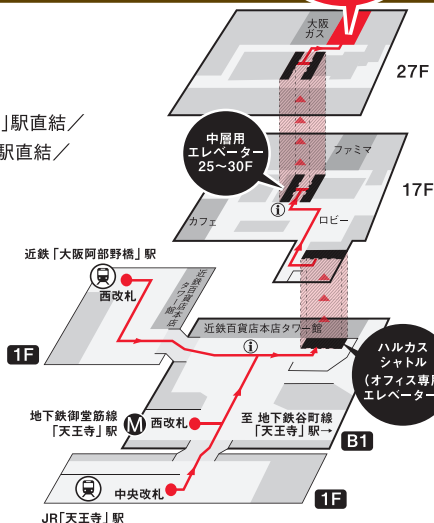 大阪
ガス
27F
」駅直結／
駅直結／
中層用
エレベーター
25〜30F
ファミマ
17F
カフェ
ロビー
近鉄「大阪阿部野橋」駅
西改札
近鉄百貨店本店
タワー館
近鉄百貨店本店タワー館
1F
ハルカス
シャトル
(オフィス専用
エレベーター
地下鉄御堂筋線
「天王寺」駅
M
西改札
至 地下鉄谷町線
「天王寺」駅→
B1
中央改札
1F
JR「天王寺」駅